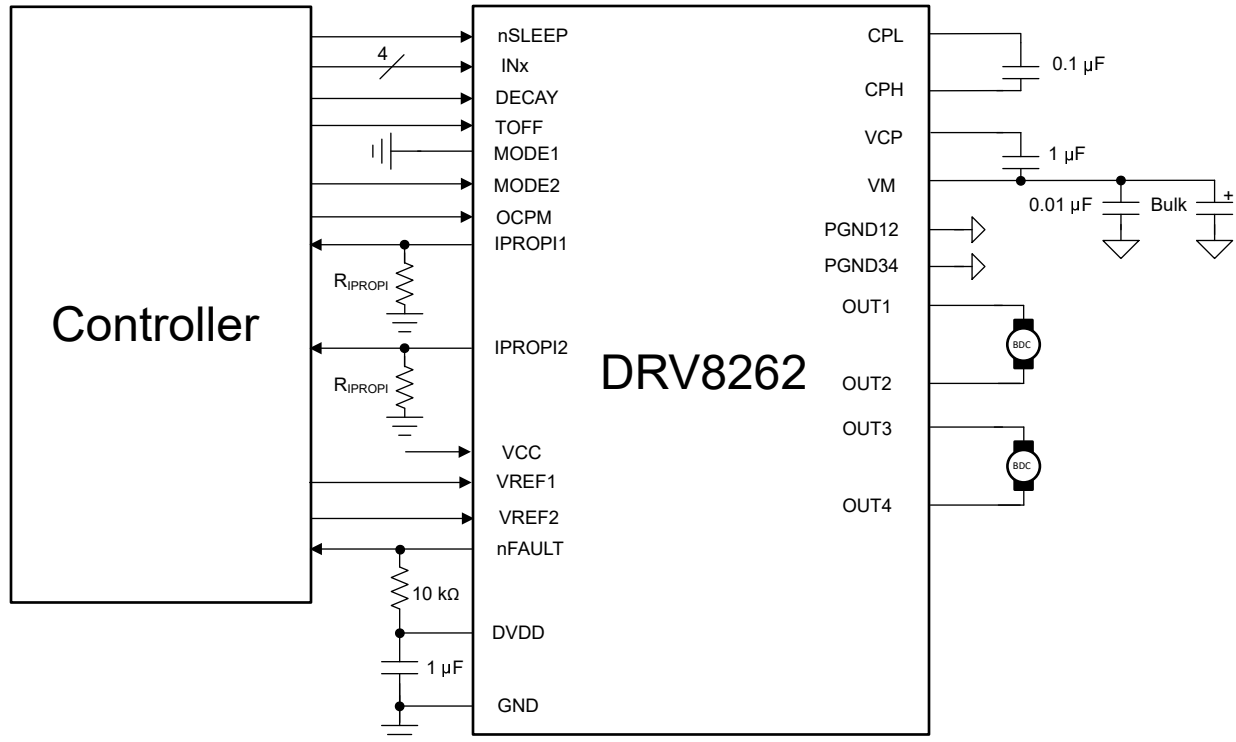 Controller
4
nSLEEP
INx
DECAY
TOFF
MODE1
MODE2
OCPM
IPROPI1
RIPROPI
IPROPI2
RIPROPI
VCC
VREF1
VREF2
nFAULT
10 kΩ
DVDD
1 µF
GND
DRV8262
CPL
0.1 µF
CPH
VCP
1 µF
VM
0.01 µF
Bulk
+
PGND12
PGND34
OUT1
BDC
OUT2
OUT3
BDC
OUT4